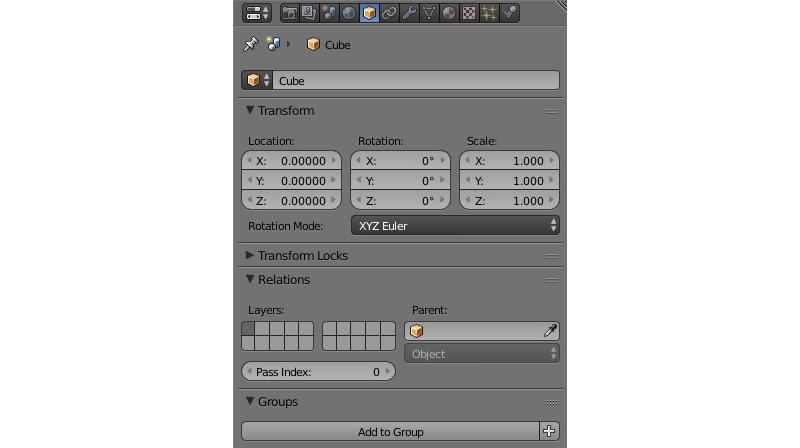 Cube
Cube
Transform
Location: Rotation: Scale:
X: 0.00000 X: 0° X: 1.000
Y: 0.00000 Y: 0° Y: 1.000
Z: 0.00000 Z: 0° Z: 1.000
Rotation Mode: XYZ Euler
Transform Locks
Relations
Layers: Parent:
Object
Pass Index: 0
Groups
Add to Group